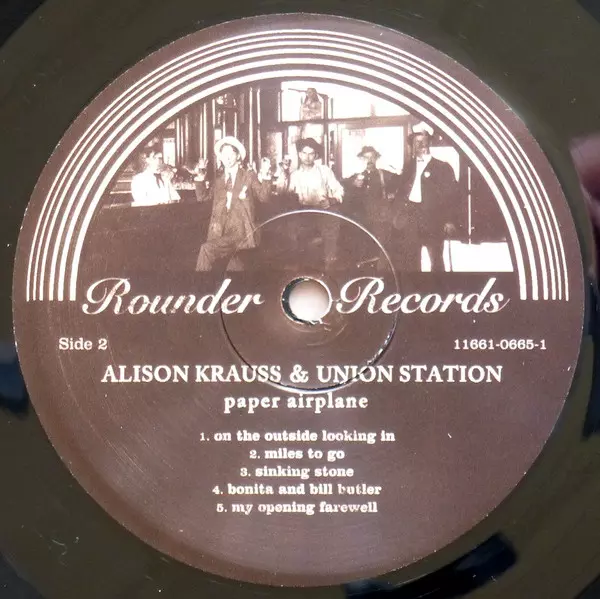 Rounder Records
Side 2 11661-0665-1
ALISON KRAUSS & UNION STATION
paper airplane
1. on the outside looking in
2. miles to go
3. sinking stone
4. bonita and bill butler
5. my opening farewell